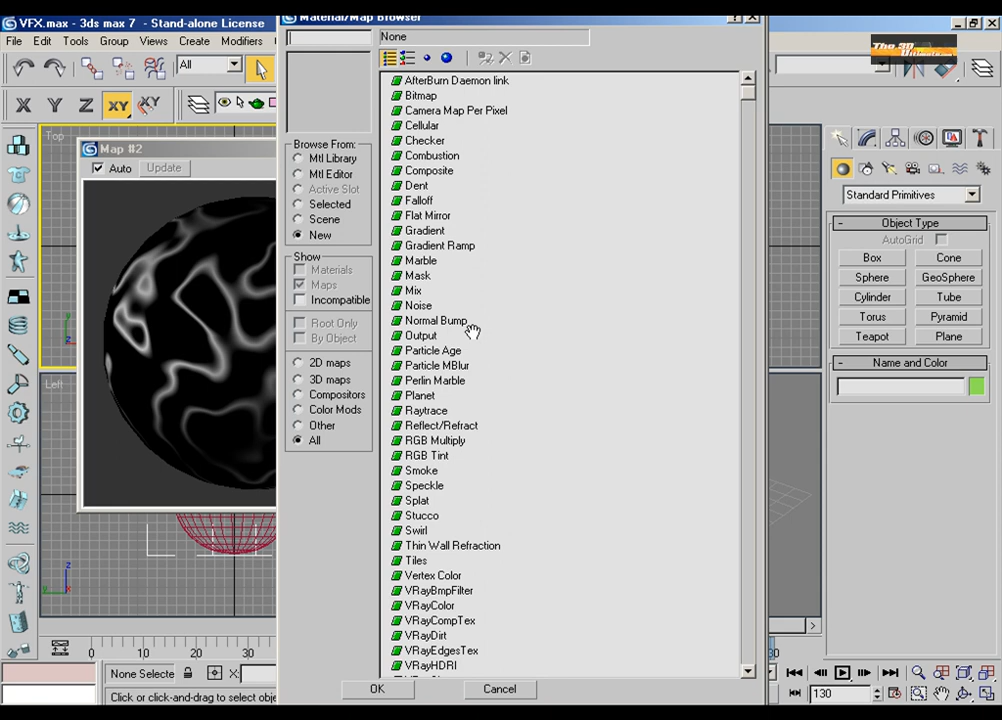 VFX.max - 3ds max 7 - Stand-alone License
File Edit Tools Group Views Create Modifiers
All
X Y Z XY
Top
Map #2
Auto Update
Left
Material/Map Browser
None
Browse From:
Mtl Library
Mtl Editor
Active Slot
Selected
Scene
New
Show
Materials
Maps
Incompatible
Root Only
By Object
2D maps
3D maps
Compositors
Color Mods
Other
All
AfterBurn Daemon link
Bitmap
Camera Map Per Pixel
Cellular
Checker
Combustion
Composite
Dent
Falloff
Flat Mirror
Gradient
Gradient Ramp
Marble
Mask
Mix
Noise
Normal Bump
Output
Particle Age
Particle MBlur
Perlin Marble
Planet
Raytrace
Reflect/Refract
RGB Multiply
RGB Tint
Smoke
Speckle
Splat
Stucco
Swirl
Thin Wall Refraction
Tiles
Vertex Color
VRayBmpFilter
VRayColor
VRayCompTex
VRayDirt
VRayEdgesTex
VRayHDRI
OK Cancel
The 3D
Standard Primitives
Object Type
AutoGrid
Box Cone
Sphere GeoSphere
Cylinder Tube
Torus Pyramid
Teapot Plane
Name and Color
0 10 20 30
None Selecte X:
Click or click-and-drag to select obje
130